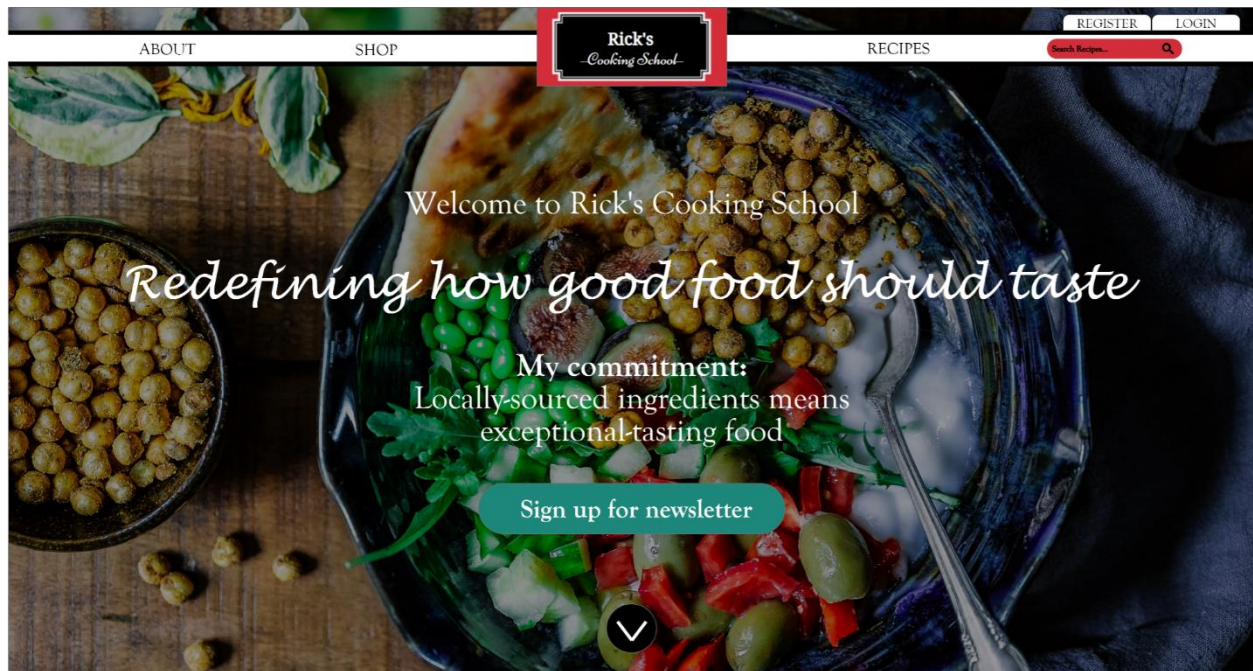 REGISTER LOGIN
ABOUT SHOP
Rick's
Cooking School
RECIPES Search Recipes...
Welcome to Rick's Cooking School
Redefining how good food should taste
My commitment:
Locally-sourced ingredients means
exceptional-tasting food
Sign up for newsletter